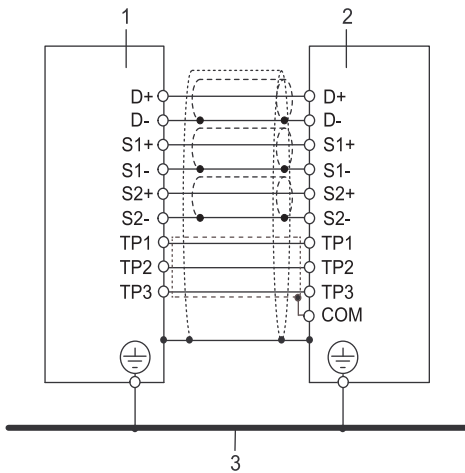 1 2
D+ D+
D- D-
S1+ S1+
S1- S1-
S2+ S2+
S2- S2-
TP1 TP1
TP2 TP2
TP3 TP3
COM
3